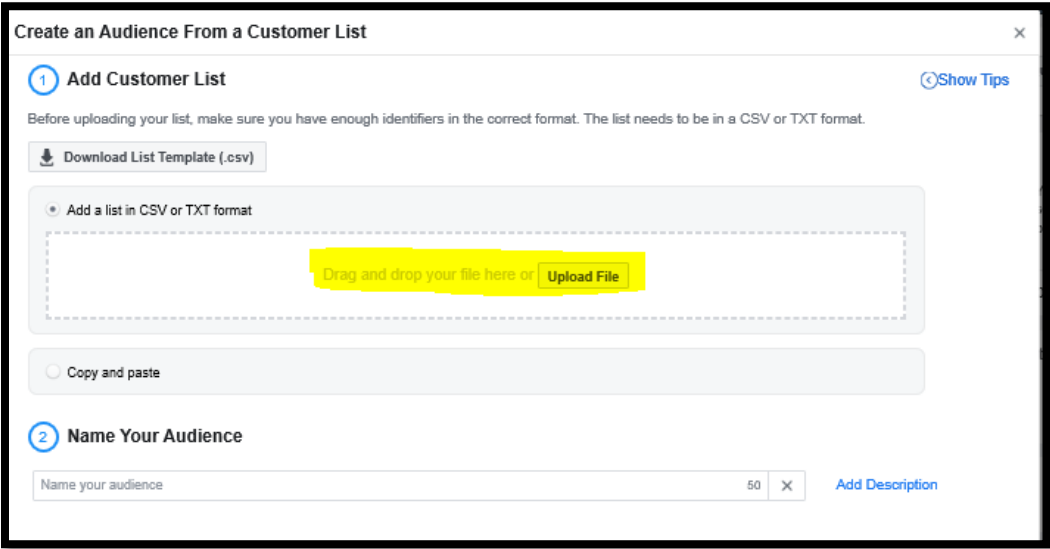 Create an Audience From a Customer List
1 Add Customer List
Show Tips
Before uploading your list, make sure you have enough identifiers in the correct format. The list needs to be in a CSV or TXT format.
Download List Template (.csv)
Add a list in CSV or TXT format
Drag and drop your file here or Upload File
Copy and paste
2 Name Your Audience
Name your audience 50 Add Description